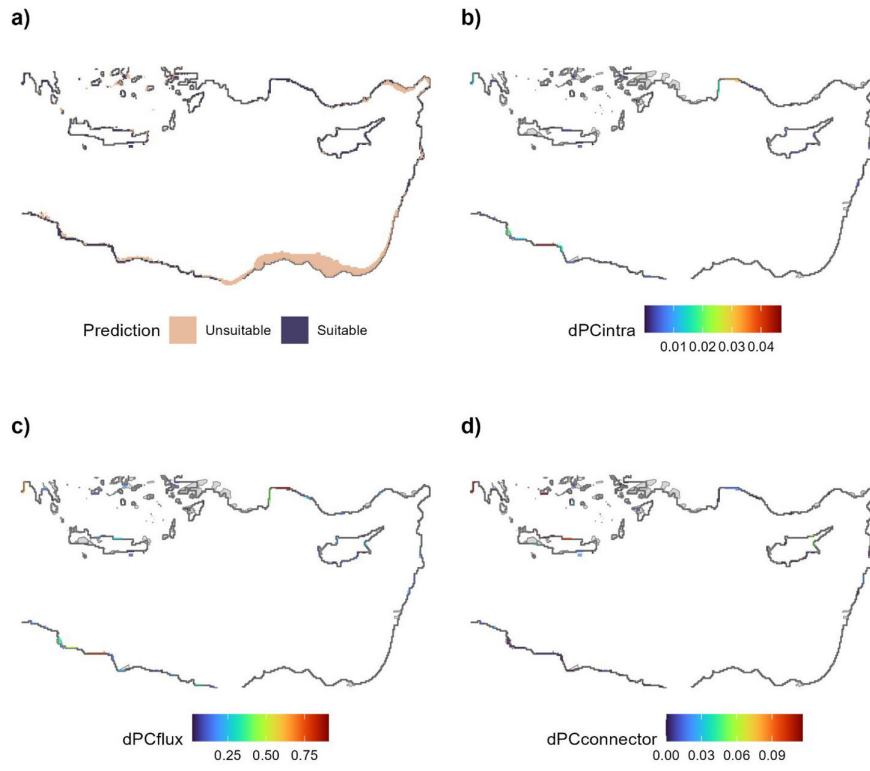 a)
b)
Prediction Unsuitable Suitable
dPCintra
0.01 0.02 0.03 0.04
c)
d)
dPCflux
0.25 0.50 0.75
dPCconnector
0.00 0.03 0.06 0.09